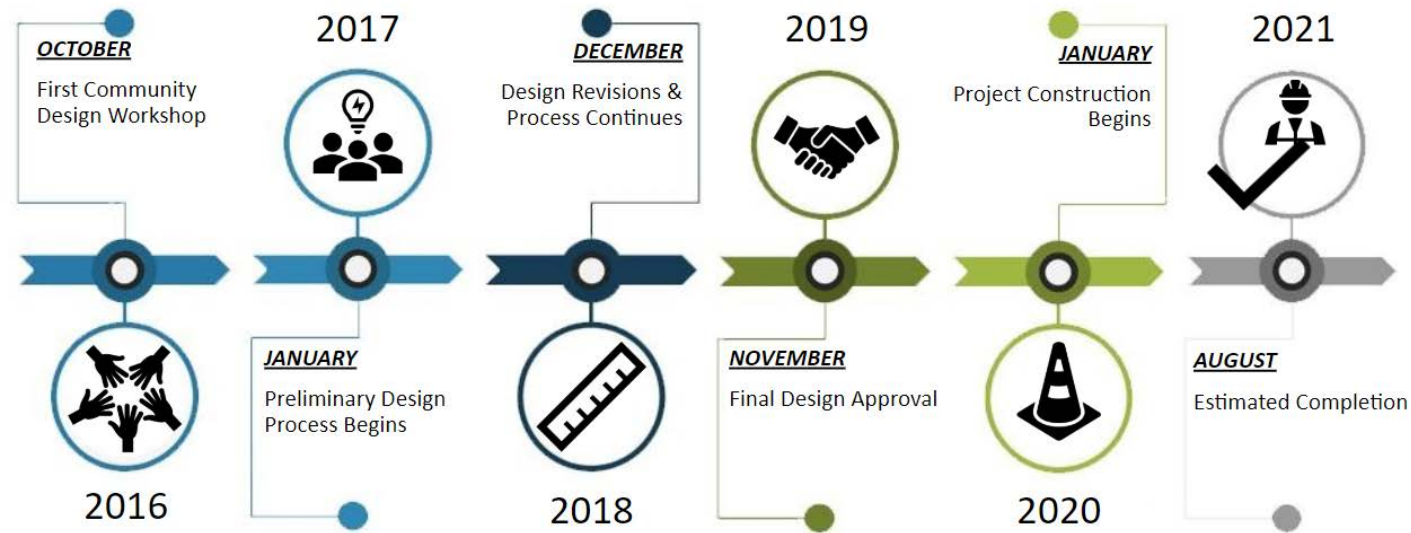 OCTOBER
First Community
Design Workshop
2016
2017
JANUARY
Preliminary Design
Process Begins
DECEMBER
Design Revisions &
Process Continues
2018
2019
NOVEMBER
Final Design Approval
JANUARY
Project Construction
Begins
2020
2021
AUGUST
Estimated Completion